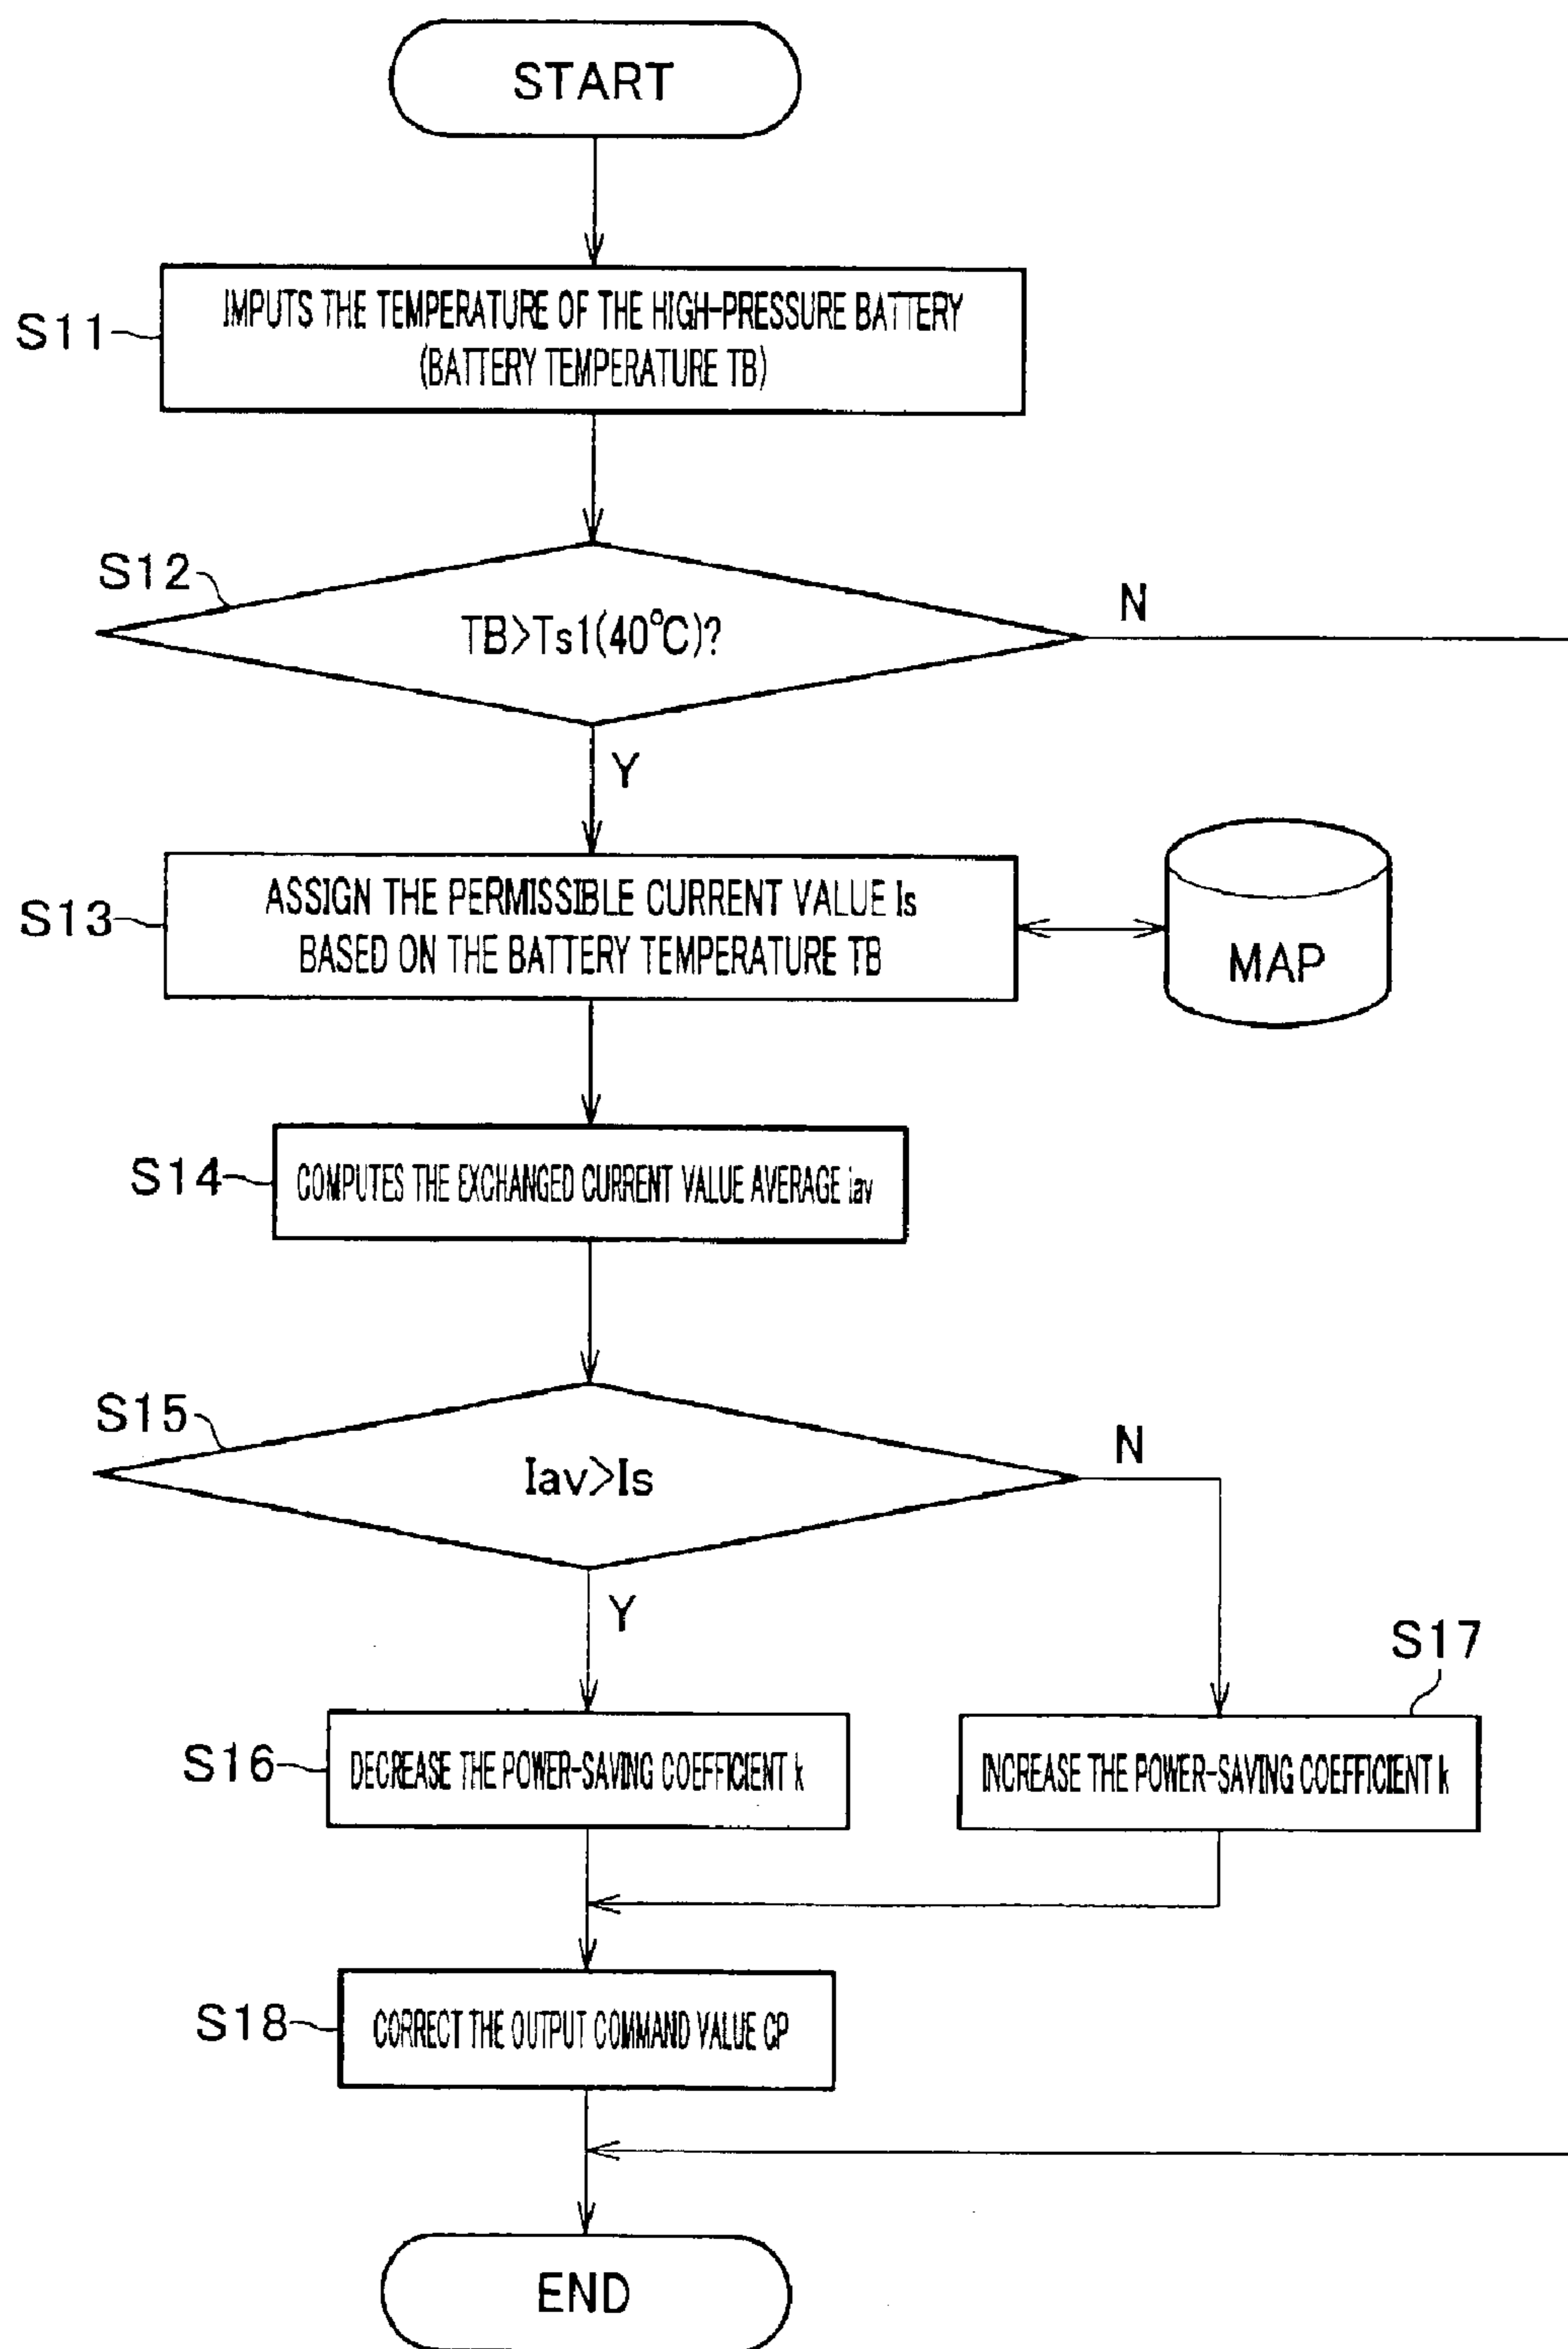 START
S11
IMPUTS THE TEMPERATURE OF THE HIGH-PRESSURE BATTERY
(BATTERY TEMPERATURE TB)
S12
TB>Ts1(40°C)?
N
Y
S13
ASSIGN THE PERMISSIBLE CURRENT VALUE Is
BASED ON THE BATTERY TEMPERATURE TB
MAP
S14
COMPUTES THE EXCHANGED CURRENT VALUE AVERAGE iav
S15
Iav>Is
N
Y
S16
DECREASE THE POWER-SAVING COEFFICIENT k
S17
INCREASE THE POWER-SAVING COEFFICIENT k
S18
CORRECT THE OUTPUT COMMAND VALUE CP
END